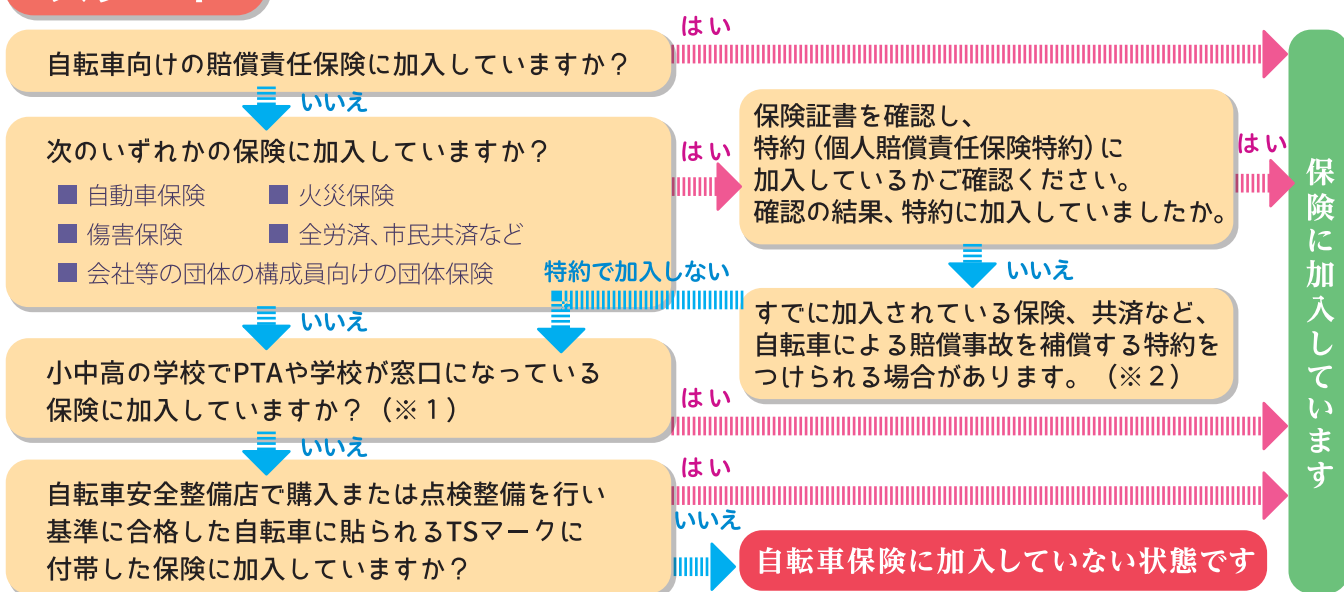 はい
自転車向けの賠償責任保険に加入していますか？
いいえ
次のいずれかの保険に加入していますか？
■ 自動車保険
■ 火災保険
■ 傷害保険
■ 全労済、市民共済など
■ 会社等の団体の構成員向けの団体保険
はい
保険証書を確認し、
特約（個人賠償責任保険特約）に
加入しているかご確認ください。
確認の結果、特約に加入していましたか。
はい
いいえ
すでに加入されている保険、共済など、
自転車による賠償事故を補償する特約を
つけられる場合があります。（※２）
特約で加入しない
いいえ
小中高の学校でPTAや学校が窓口になっている
保険に加入していますか？（※１）
はい
いいえ
自転車安全整備店で購入または点検整備を行い
基準に合格した自転車に貼られるTSマークに
付帯した保険に加入していますか？
はい
いいえ
自転車保険に加入していない状態です
保険に加入しています